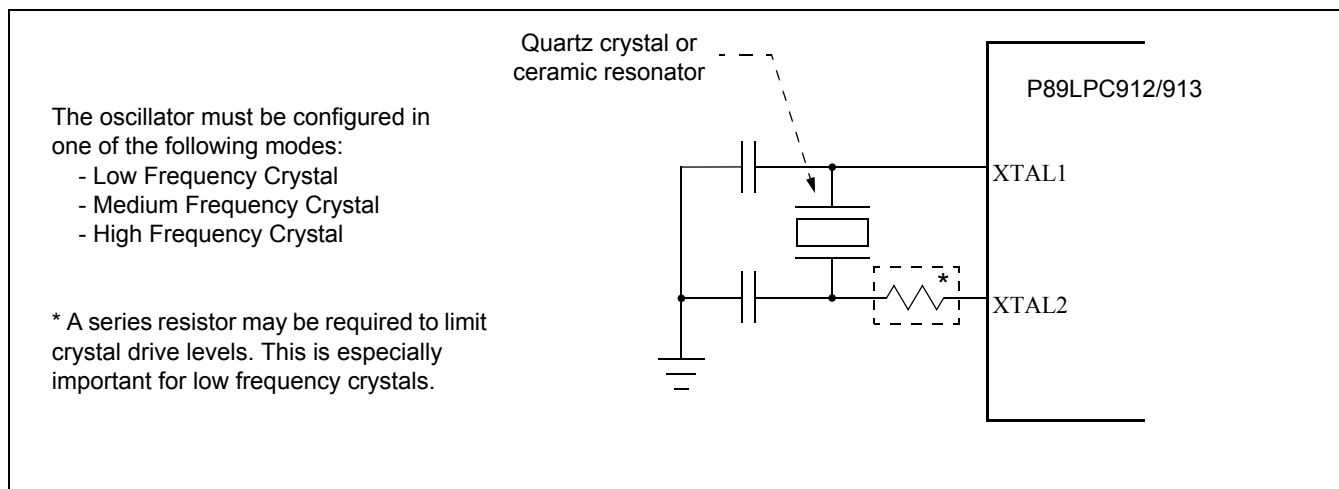 Quartz crystal or
ceramic resonator
P89LPC912/913
The oscillator must be configured in
one of the following modes:
- Low Frequency Crystal
- Medium Frequency Crystal
- High Frequency Crystal
XTAL1
*
XTAL2
* A series resistor may be required to limit
crystal drive levels. This is especially
important for low frequency crystals.